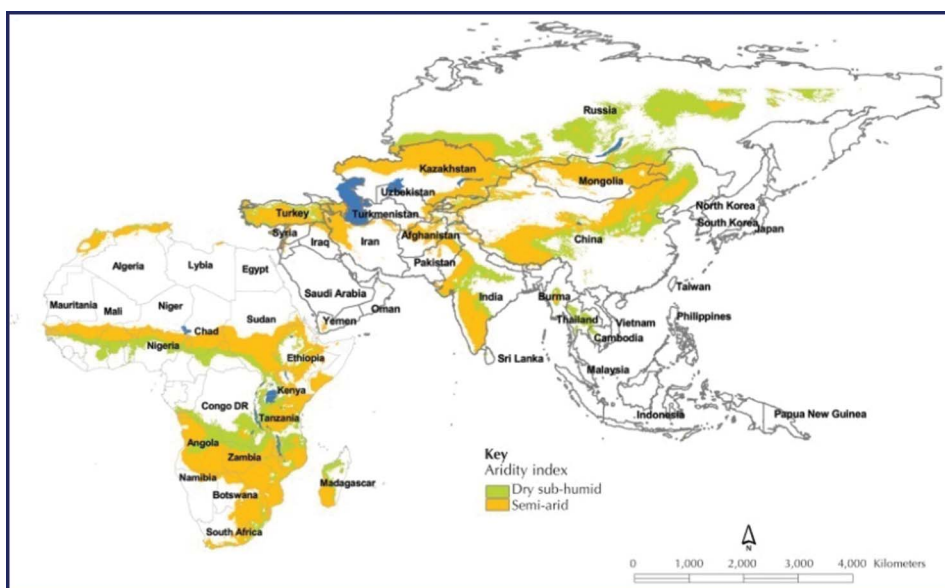 Russia
Kazakhstan
Mongolia
Uzbekistan
North Korea
Turkey
Turkmenistan
South Korea
Japan
Syria
Afghanistan
China
Iraq
Iran
Algeria
Lybia
Egypt
Pakistan
Saudi Arabia
Taiwan
Mauritania
Mali
Niger
Oman
India
Burma
Sudan
Yemen
Philippines
Chad
Thailand
Vietnam
Nigeria
Cambodia
Ethiopia
Sri Lanka
Malaysia
Kenya
Congo DR
Indonesia
Papua New Guinea
Tanzania
Angola
Zambia
Key
Aridity index
Dry sub-humid
Semi-arid
Namibia
Madagascar
Botswana
South Africa
N
0 1,000 2,000 3,000 4,000 Kilometers